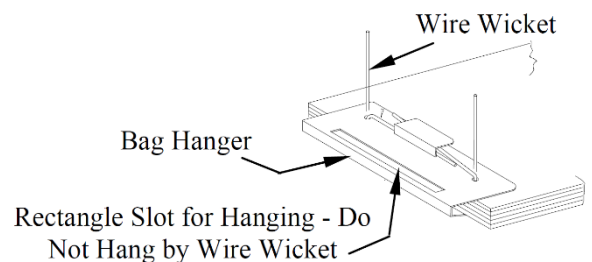 Wire Wicket
Bag Hanger
Rectangle Slot for Hanging - Do
Not Hang by Wire Wicket